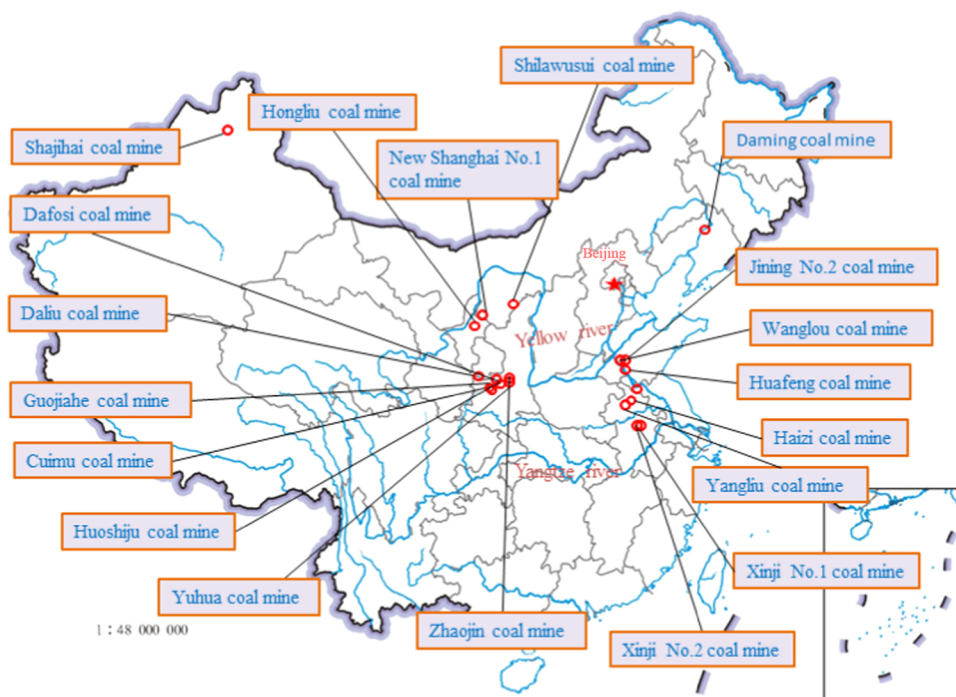 Shilawusui coal mine
Hongliu coal mine
Shajihai coal mine
New Shanghai No.1
coal mine
Daming coal mine
Dafosi coal mine
Beijing
Jining No.2 coal mine
Daliu coal mine
Yellow river
Wanglou coal mine
Huafeng coal mine
Guojiahe coal mine
Haizi coal mine
Cuimu coal mine
Yangtze river
Yangliu coal mine
Huoshiju coal mine
Xinji No.1 coal mine
Yuhua coal mine
Zhaojin coal mine
1:48 000 000
Xinji No.2 coal mine